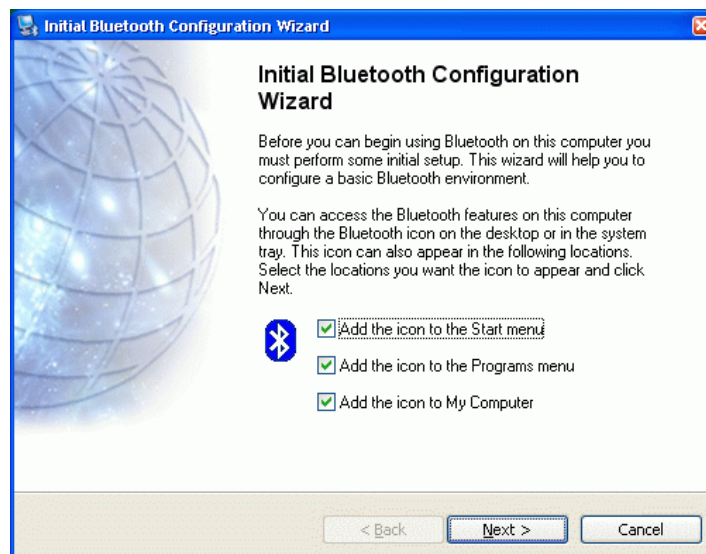 Initial Bluetooth Configuration Wizard
Initial Bluetooth Configuration
Wizard
Before you can begin using Bluetooth on this computer you
must perform some initial setup. This wizard will help you to
configure a basic Bluetooth environment.
You can access the Bluetooth features on this computer
through the Bluetooth icon on the desktop or in the system
tray. This icon can also appear in the following locations.
Select the locations you want the icon to appear and click
Next.
Add the icon to the Start menu
Add the icon to the Programs menu
Add the icon to My Computer
< Back Next > Cancel